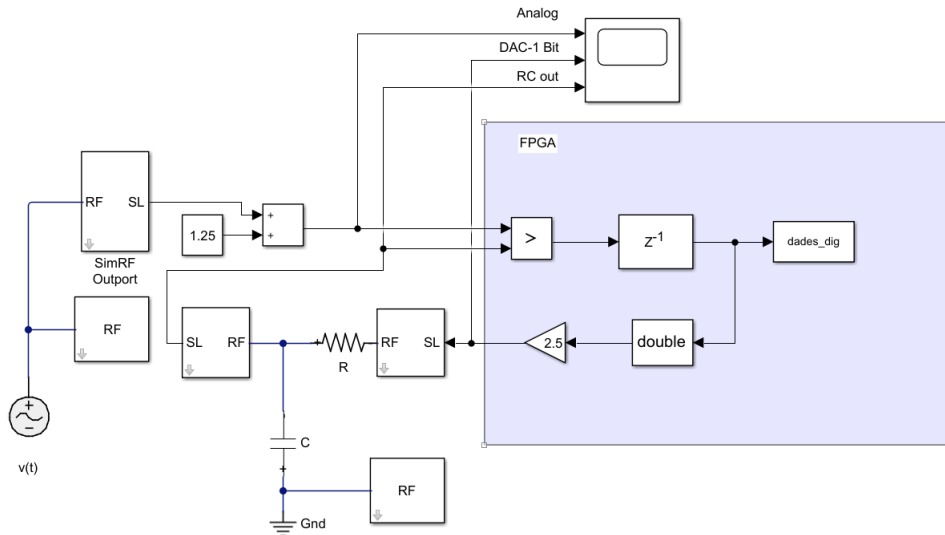 Analog
DAC-1 Bit
RC out
FPGA
RF SL
SimRF
Outport
1.25
+
+
>
Z-1
dades_dig
RF
SL RF
+
R
RF SL
2.5
double
+
−
v(t)
C
+
RF
Gnd